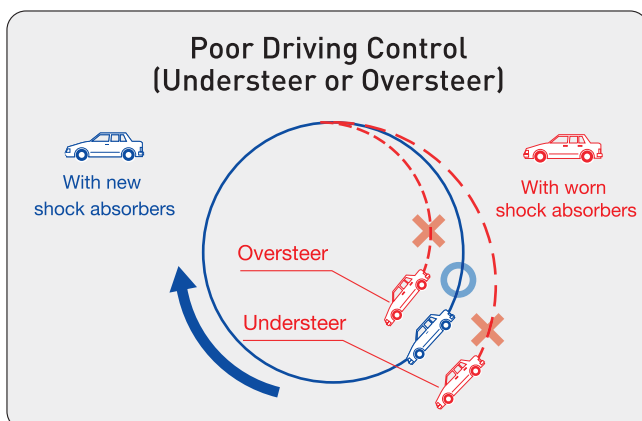 Poor Driving Control
(Understeer or Oversteer)
With new
shock absorbers
With worn
shock absorbers
Oversteer
Understeer